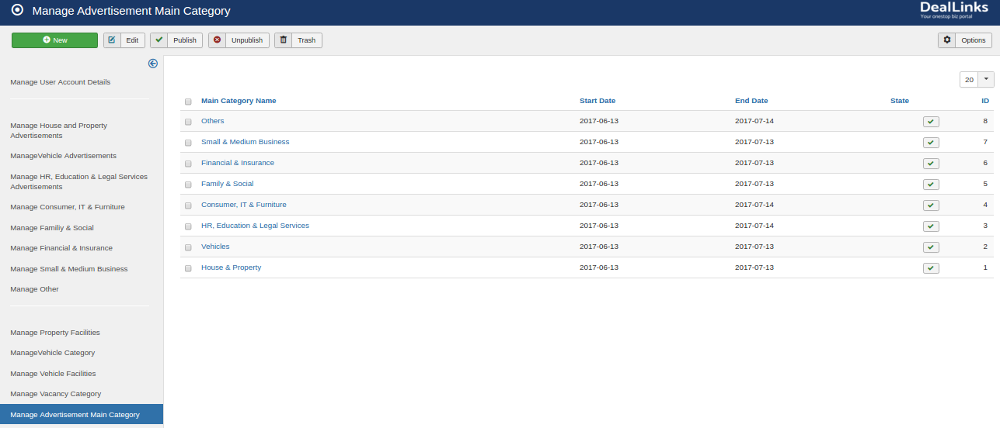 Manage Advertisement Main Category
DealLinks
Your onestop biz portal
New Edit Publish Unpublish Trash Options
Manage User Account Details
Manage House and Property
Advertisements
ManageVehicle Advertisements
Manage HR, Education & Legal Services
Advertisements
Manage Consumer, IT & Furniture
Manage Familiy & Social
Manage Financial & Insurance
Manage Small & Medium Business
Manage Other
Manage Property Facilities
ManageVehicle Category
Manage Vehicle Facilities
Manage Vacancy Category
Manage Advertisement Main Category
20
Main Category Name Start Date End Date State ID
Others 2017-06-13 2017-07-14 8
Small & Medium Business 2017-06-13 2017-07-13 7
Financial & Insurance 2017-06-13 2017-07-13 6
Family & Social 2017-06-13 2017-07-13 5
Consumer, IT & Furniture 2017-06-13 2017-07-14 4
HR, Education & Legal Services 2017-06-13 2017-07-14 3
Vehicles 2017-06-13 2017-07-13 2
House & Property 2017-06-13 2017-07-13 1